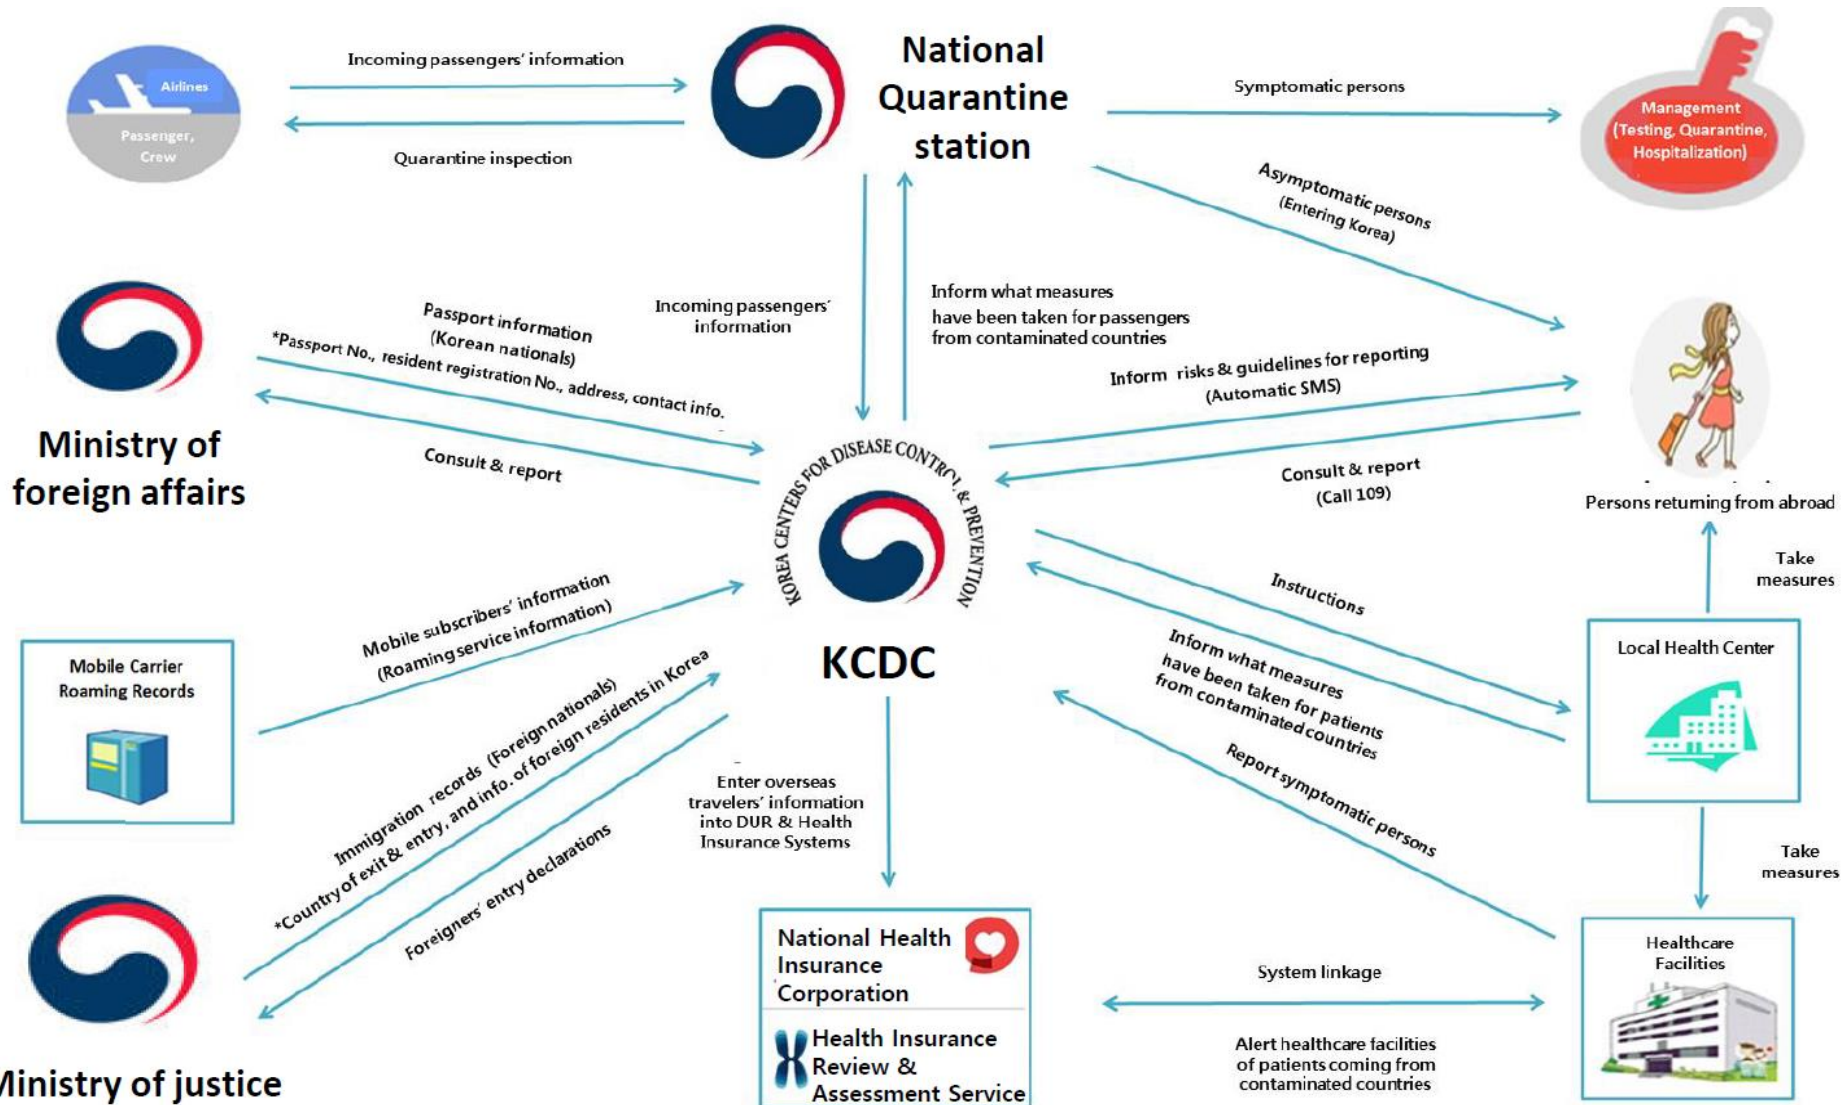 Airlines
Passenger,
Crew
Incoming passengers' information
Quarantine inspection
National
Quarantine
station
Symptomatic persons
Management
(Testing, Quarantine,
Hospitalization)
Asymptomatic persons
(Entering Korea)
Incoming passengers'
information
Inform what measures
have been taken for passengers
from contaminated countries
Passport information
(Korean nationals)
*Passport No., resident registration No., address, contact info.
Consult & report
Ministry of
foreign affairs
Inform risks & guidelines for reporting
(Automatic SMS)
Consult & report
(Call 109)
Persons returning from abroad
KOREA CENTERS FOR DISEASE CONTROL & PREVENTION
KCDC
Mobile Carrier
Roaming Records
Mobile subscribers' information
(Roaming service information)
Immigration records (Foreign nationals)
*Country of exit & entry, and info. of foreign residents in Korea
Foreigners' entry declarations
Ministry of justice
Enter overseas
travelers' information
into DUR & Health
Insurance Systems
National Health
Insurance
Corporation
Health Insurance
Review &
Assessment Service
Instructions
Inform what measures
have been taken for patients
from contaminated countries
Report symptomatic persons
Take
measures
Local Health Center
Take
measures
Healthcare
Facilities
System linkage
Alert healthcare facilities
of patients coming from
contaminated countries